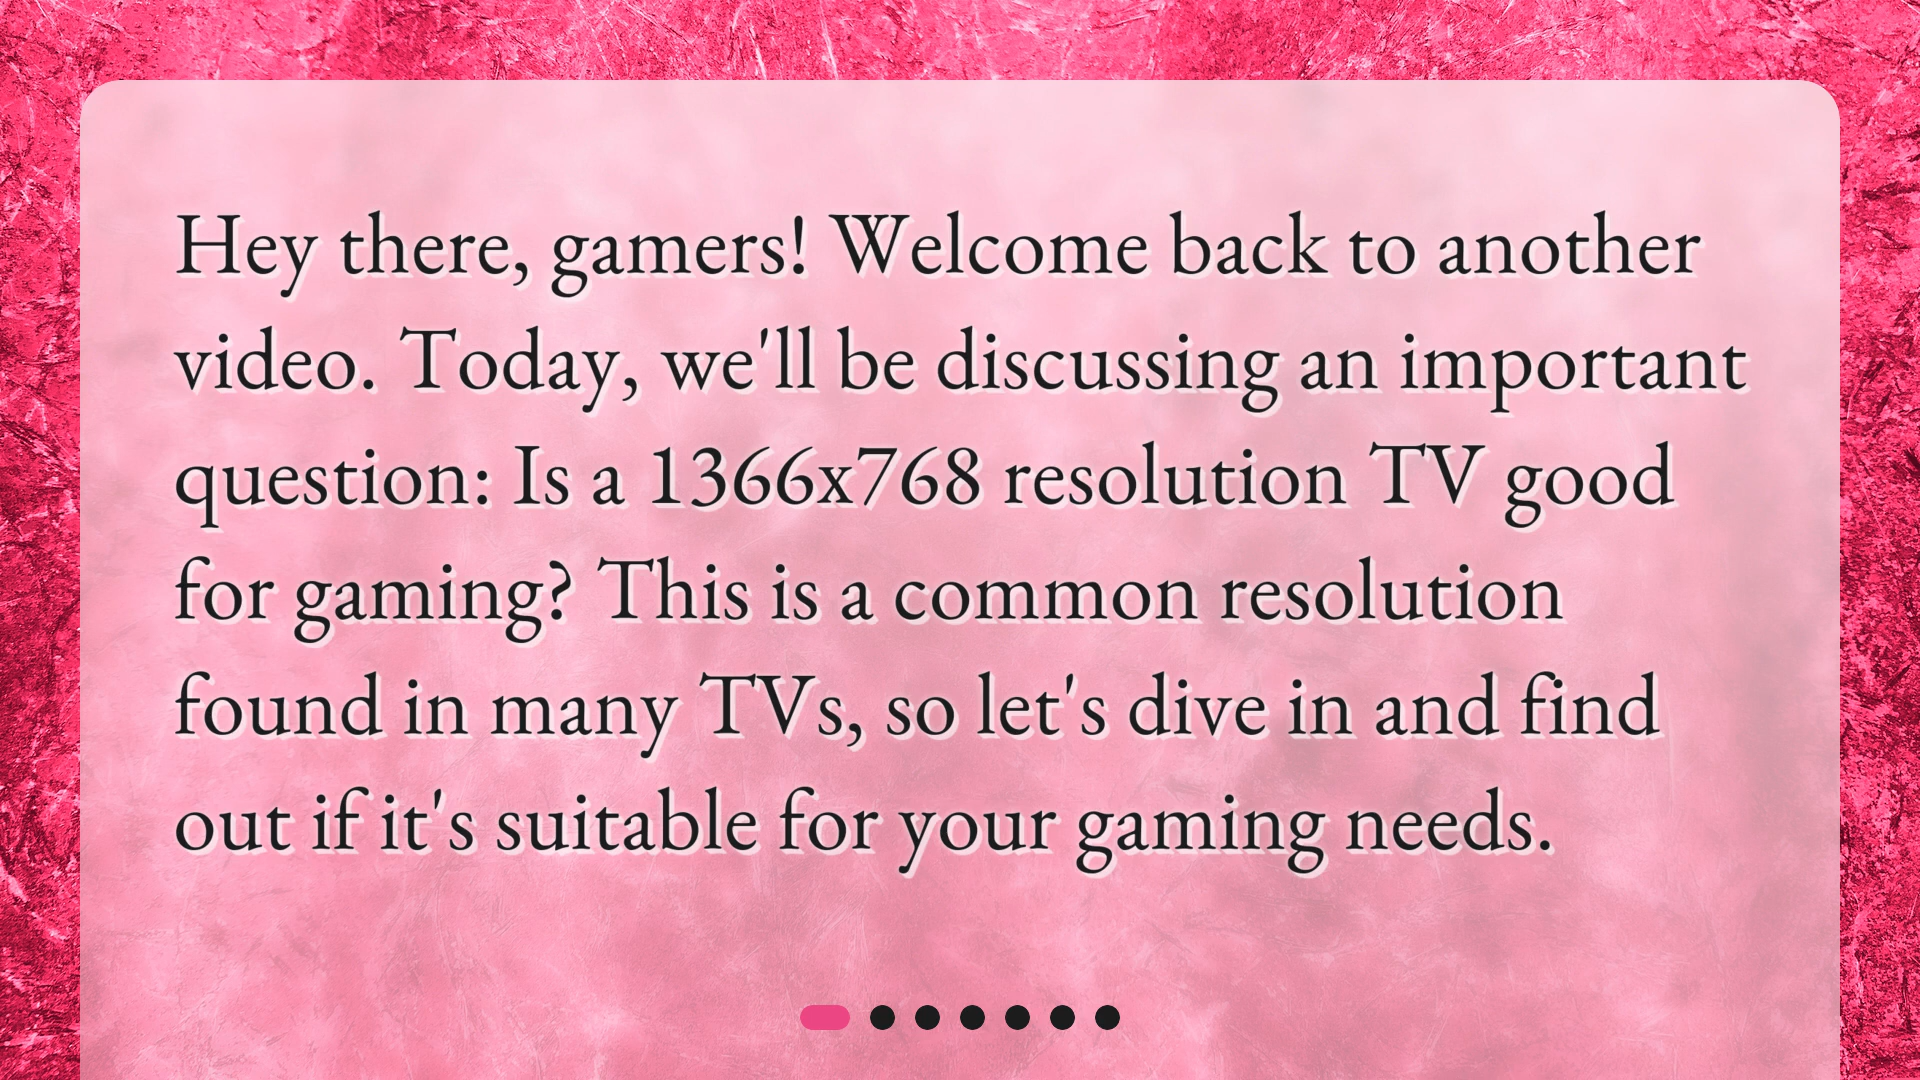 Hey there, gamers! Welcome back to another
video. Today, we'll be discussing an important
question: Is a 1366x768 resolution TV good
for gaming? This is a common resolution
found in many TVs, so let's dive in and find
out if it's suitable for your gaming needs.